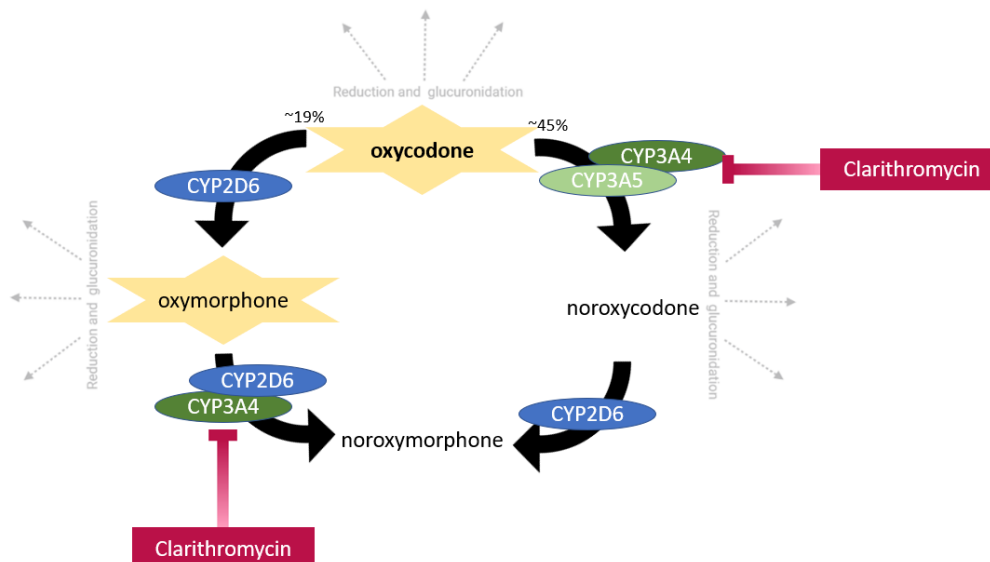 Reduction and glucuronidation
~19%
~45%
oxycodone
CYP3A4
Clarithromycin
CYP2D6
CYP3A5
Reduction and glucuronidation
Reduction and glucuronidation
oxymorphone
noroxycodone
CYP2D6
CYP3A4
CYP2D6
noroxymorphone
Clarithromycin